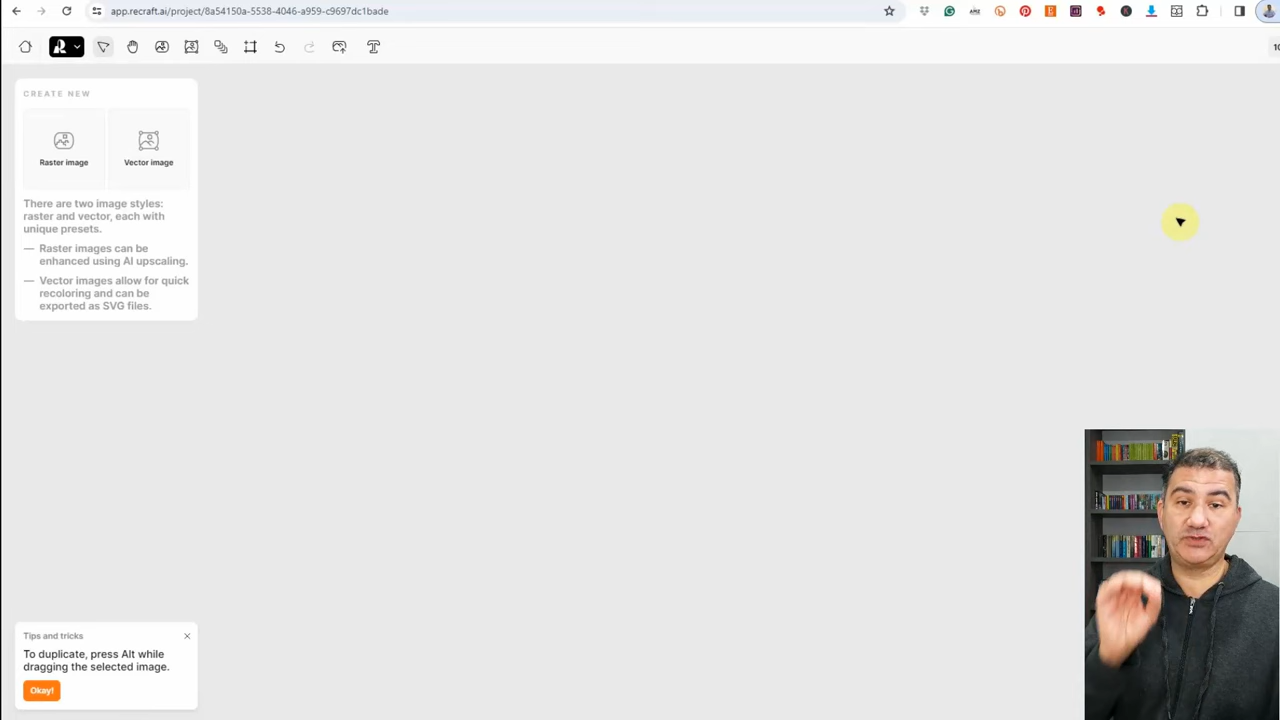 app.recraft.ai/project/8a54150a-5538-4046-a959-c9697dc1bade
CREATE NEW
Raster image
Vector image
There are two image styles:
raster and vector, each with
unique presets.
— Raster images can be
enhanced using AI upscaling.
— Vector images allow for quick
recoloring and can be
exported as SVG files.
Tips and tricks
To duplicate, press Alt while
dragging the selected image.
Okay!